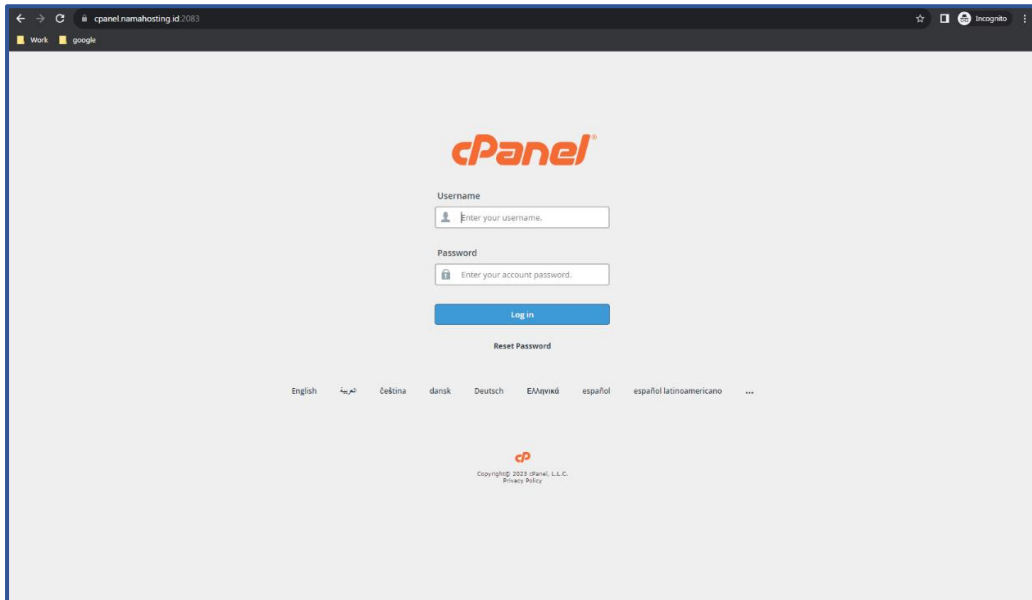 cpanel.namahosting.id:2083
Incognito
Work google
cPanel®
Username
Enter your username.
Password
Enter your account password.
Log in
Reset Password
English العربية čeština dansk Deutsch Ελληνικά español español latinoamericano ...
cP
Copyright© 2023 cPanel, L.L.C.
Privacy Policy